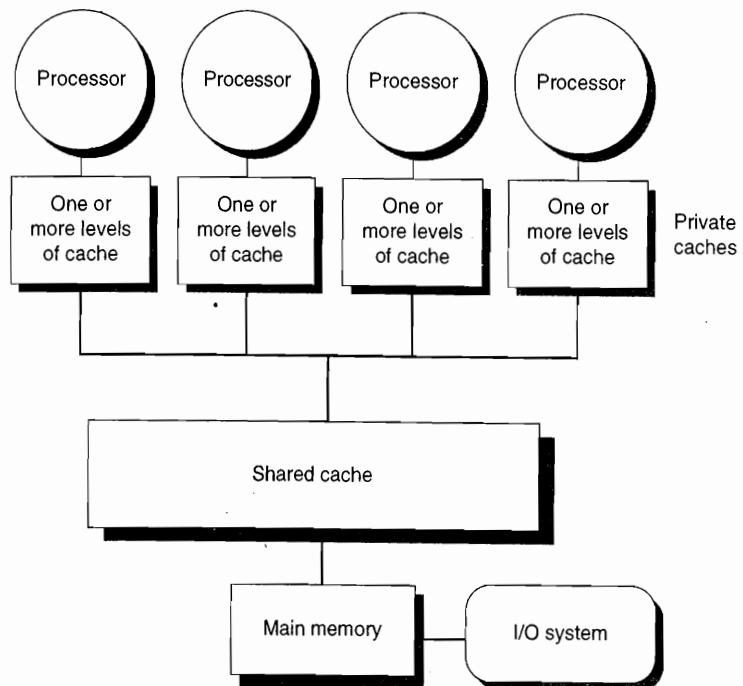 Processor
Processor
Processor
Processor
One or
more levels
of cache
One or
more levels
of cache
One or
more levels
of cache
One or
more levels
of cache
Private
caches
Shared cache
Main memory
I/O system